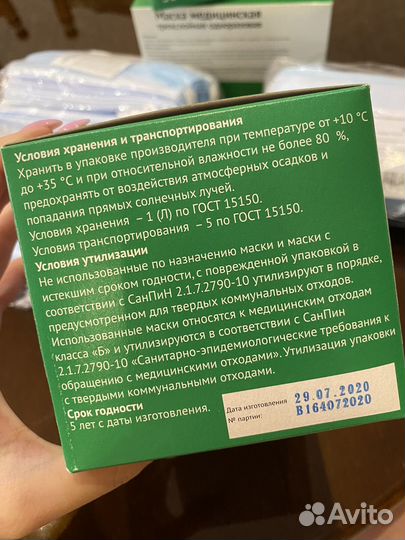 Маска медицинская
трехслойная одноразовая
Условия хранения и транспортирования
Хранить в упаковке производителя при температуре от +10 °С
до +35 °С и при относительной влажности не более 80 %,
предохранять от воздействия атмосферных осадков и
попадания прямых солнечных лучей.
Условия хранения – 1 (Л) по ГОСТ 15150.
Условия транспортирования – 5 по ГОСТ 15150.
Условия утилизации
Не использованные по назначению маски и маски с
истекшим сроком годности, с поврежденной упаковкой в
соответствии с СанПиН 2.1.7.2790-10 утилизируют в порядке,
предусмотренном для твердых коммунальных отходов.
Использованные маски относятся к медицинским отходам
класса «Б» и утилизируются в соответствии с СанПин
2.1.7.2790-10 «Санитарно-эпидемиологические требования к
обращению с медицинскими отходами». Утилизация упаковки
с твердыми коммунальными отходами.
Срок годности
5 лет с даты изготовления.
Дата изготовления 29.07.2020
№ партии: B164072020
Avito